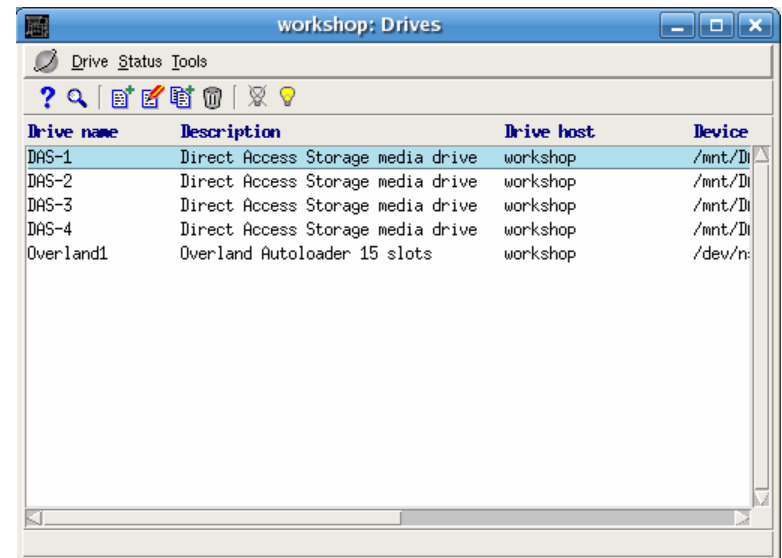 workshop: Drives
Drive Status Tools
Drive name Description Drive host Device
DAS-1 Direct Access Storage media drive workshop
DAS-2 Direct Access Storage media drive workshop
DAS-3 Direct Access Storage media drive workshop
DAS-4 Direct Access Storage media drive workshop
Overland1 Overland Autoloader 15 slots workshop